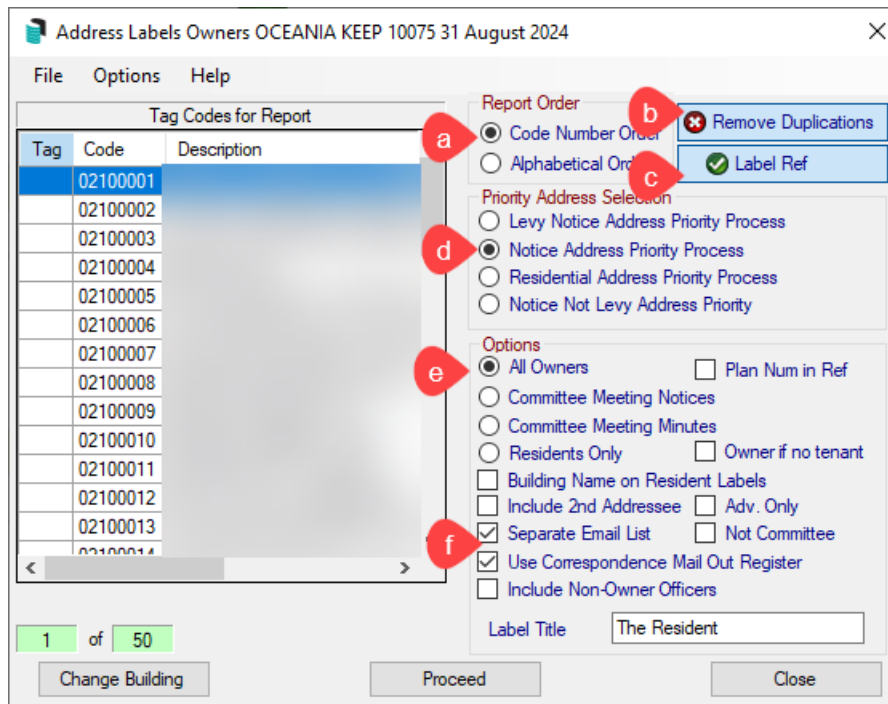 Address Labels Owners OCEANIA KEEP 10075 31 August 2024
File Options Help
Tag Codes for Report
Tag Code Description
02100001
02100002
02100003
02100004
02100005
02100006
02100007
02100008
02100009
02100010
02100011
02100012
02100013
02100014
1 of 50
Report Order
a Code Number Order
Alphabetical Order
b Remove Duplications
c Label Ref
Priority Address Selection
Levy Notice Address Priority Process
d Notice Address Priority Process
Residential Address Priority Process
Notice Not Levy Address Priority
Options
e All Owners Plan Num in Ref
Committee Meeting Notices
Committee Meeting Minutes
Residents Only Owner if no tenant
Building Name on Resident Labels
Include 2nd Addressee Adv. Only
f Separate Email List Not Committee
Use Correspondence Mail Out Register
Include Non-Owner Officers
Label Title The Resident
Change Building Proceed Close